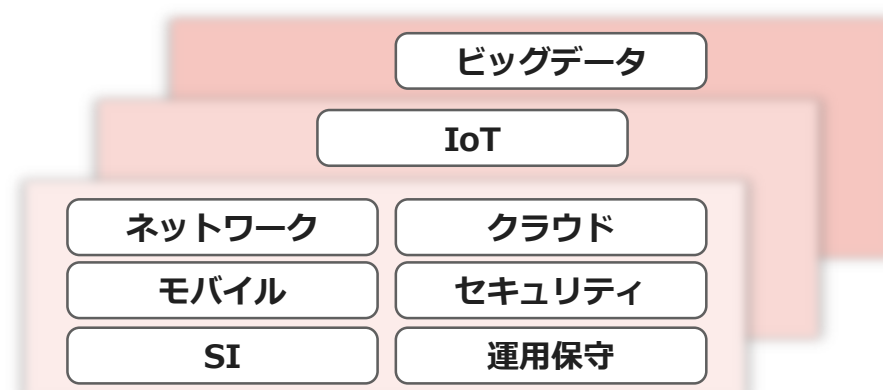 ビッグデータ
IoT
ネットワーク
クラウド
モバイル
セキュリティ
SI
運用保守